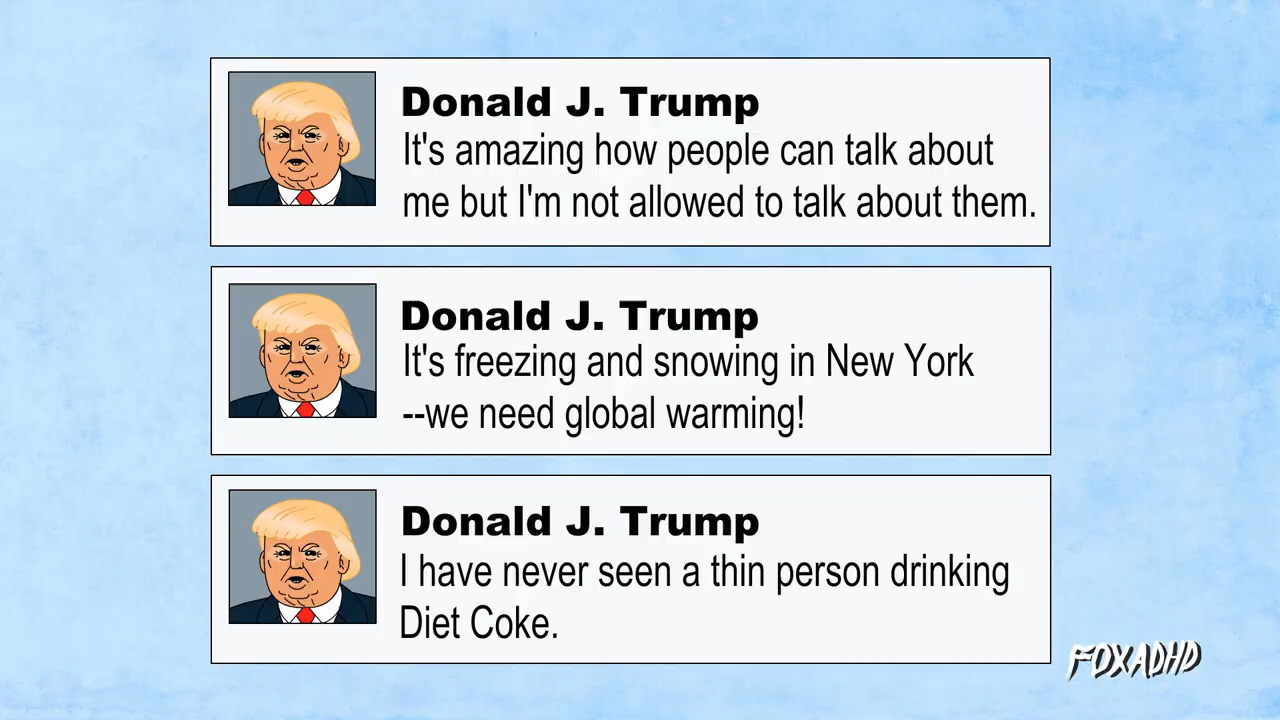 Donald J. Trump
It's amazing how people can talk about
me but I'm not allowed to talk about them.
Donald J. Trump
It's freezing and snowing in New York
--we need global warming!
Donald J. Trump
I have never seen a thin person drinking
Diet Coke.
FOXADHD